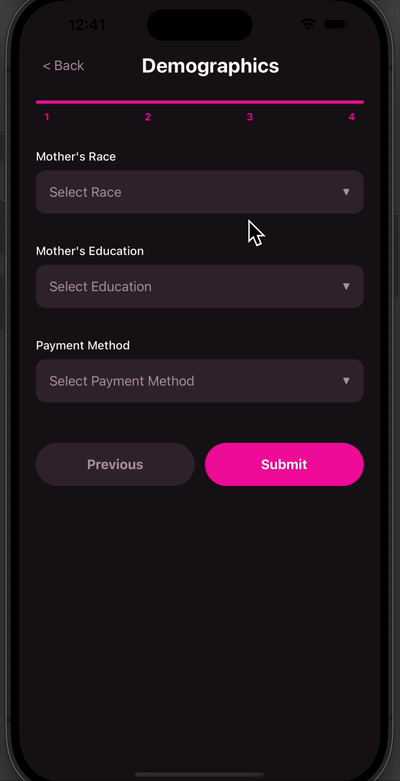 12:41
< Back
Demographics
1 2 3 4
Mother's Race
Select Race ▼
Mother's Education
Select Education ▼
Payment Method
Select Payment Method ▼
Previous Submit